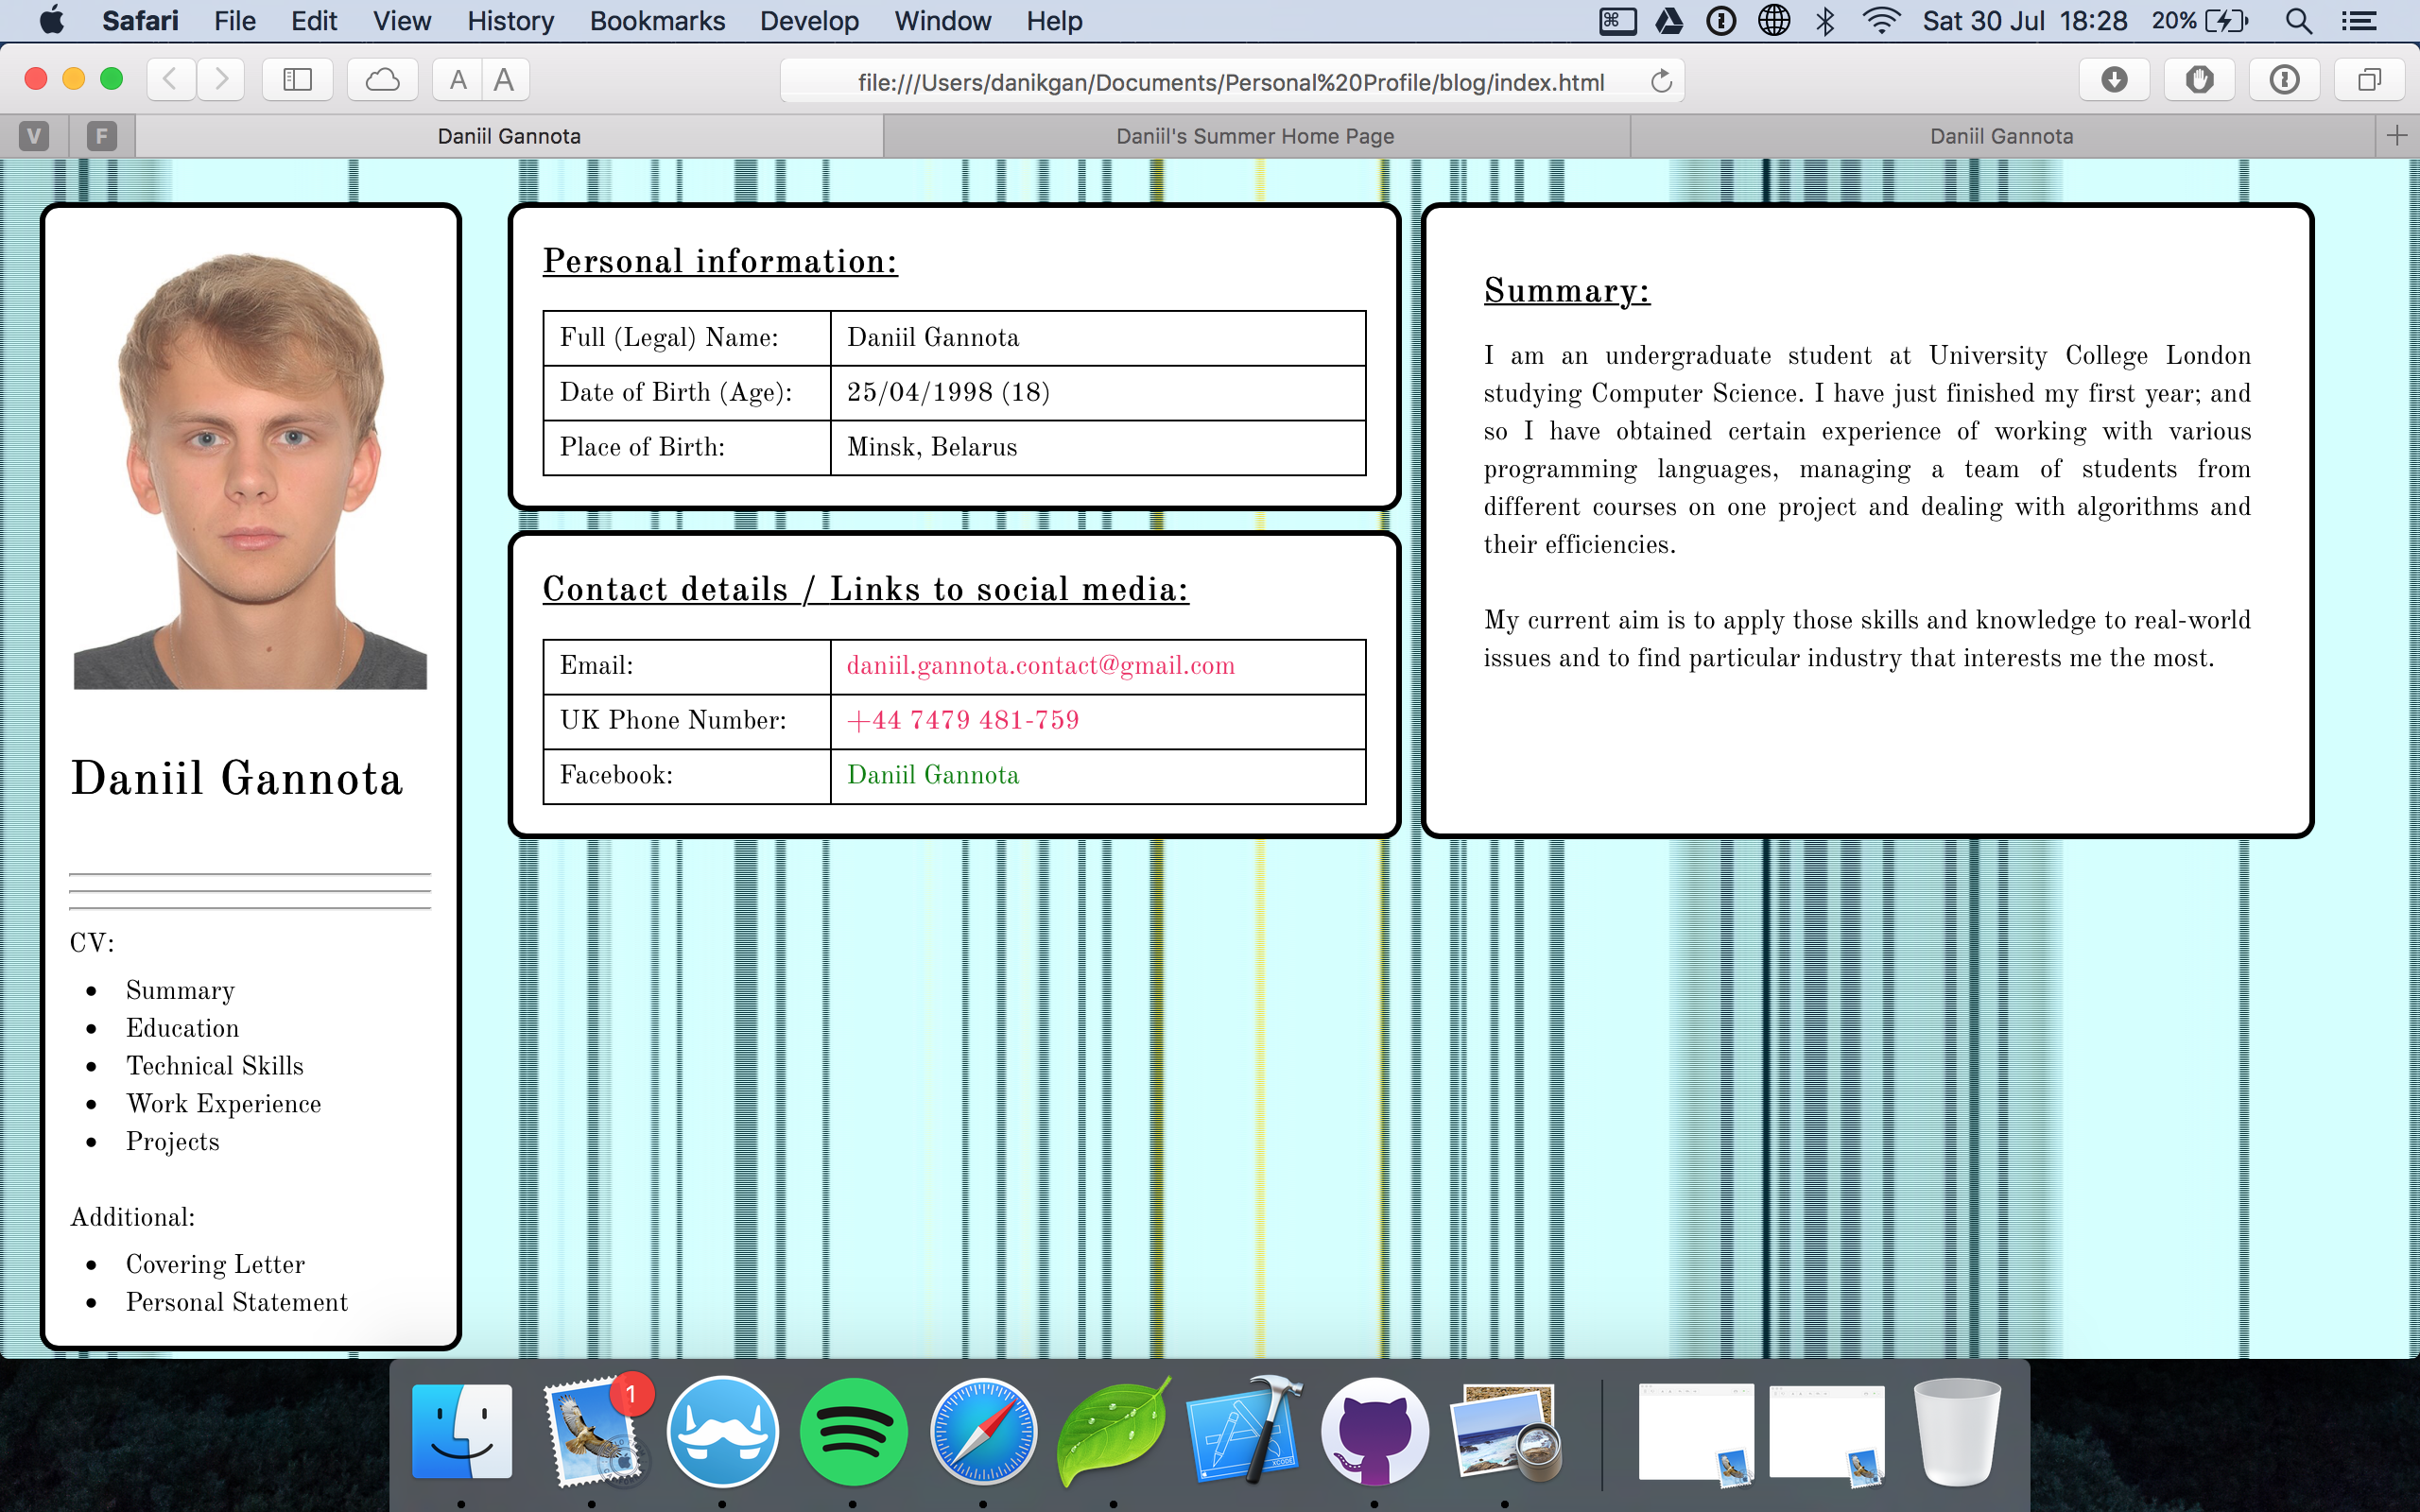 Safari File Edit View History Bookmarks Develop Window Help Sat 30 Jul 18:28 20%
A A file:///Users/danikgan/Documents/Personal%20Profile/blog/index.html
V F Daniil Gannota Daniil's Summer Home Page Daniil Gannota
Daniil Gannota
CV:
Summary
Education
Technical Skills
Work Experience
Projects
Additional:
Covering Letter
Personal Statement
Personal information:
Full (Legal) Name: Daniil Gannota
Date of Birth (Age): 25/04/1998 (18)
Place of Birth: Minsk, Belarus
Contact details / Links to social media:
Email: daniil.gannota.contact@gmail.com
UK Phone Number: +44 7479 481-759
Facebook: Daniil Gannota
Summary:
I am an undergraduate student at University College London
studying Computer Science. I have just finished my first year; and
so I have obtained certain experience of working with various
programming languages, managing a team of students from
different courses on one project and dealing with algorithms and
their efficiencies.
My current aim is to apply those skills and knowledge to real-world
issues and to find particular industry that interests me the most.
1
XCODE